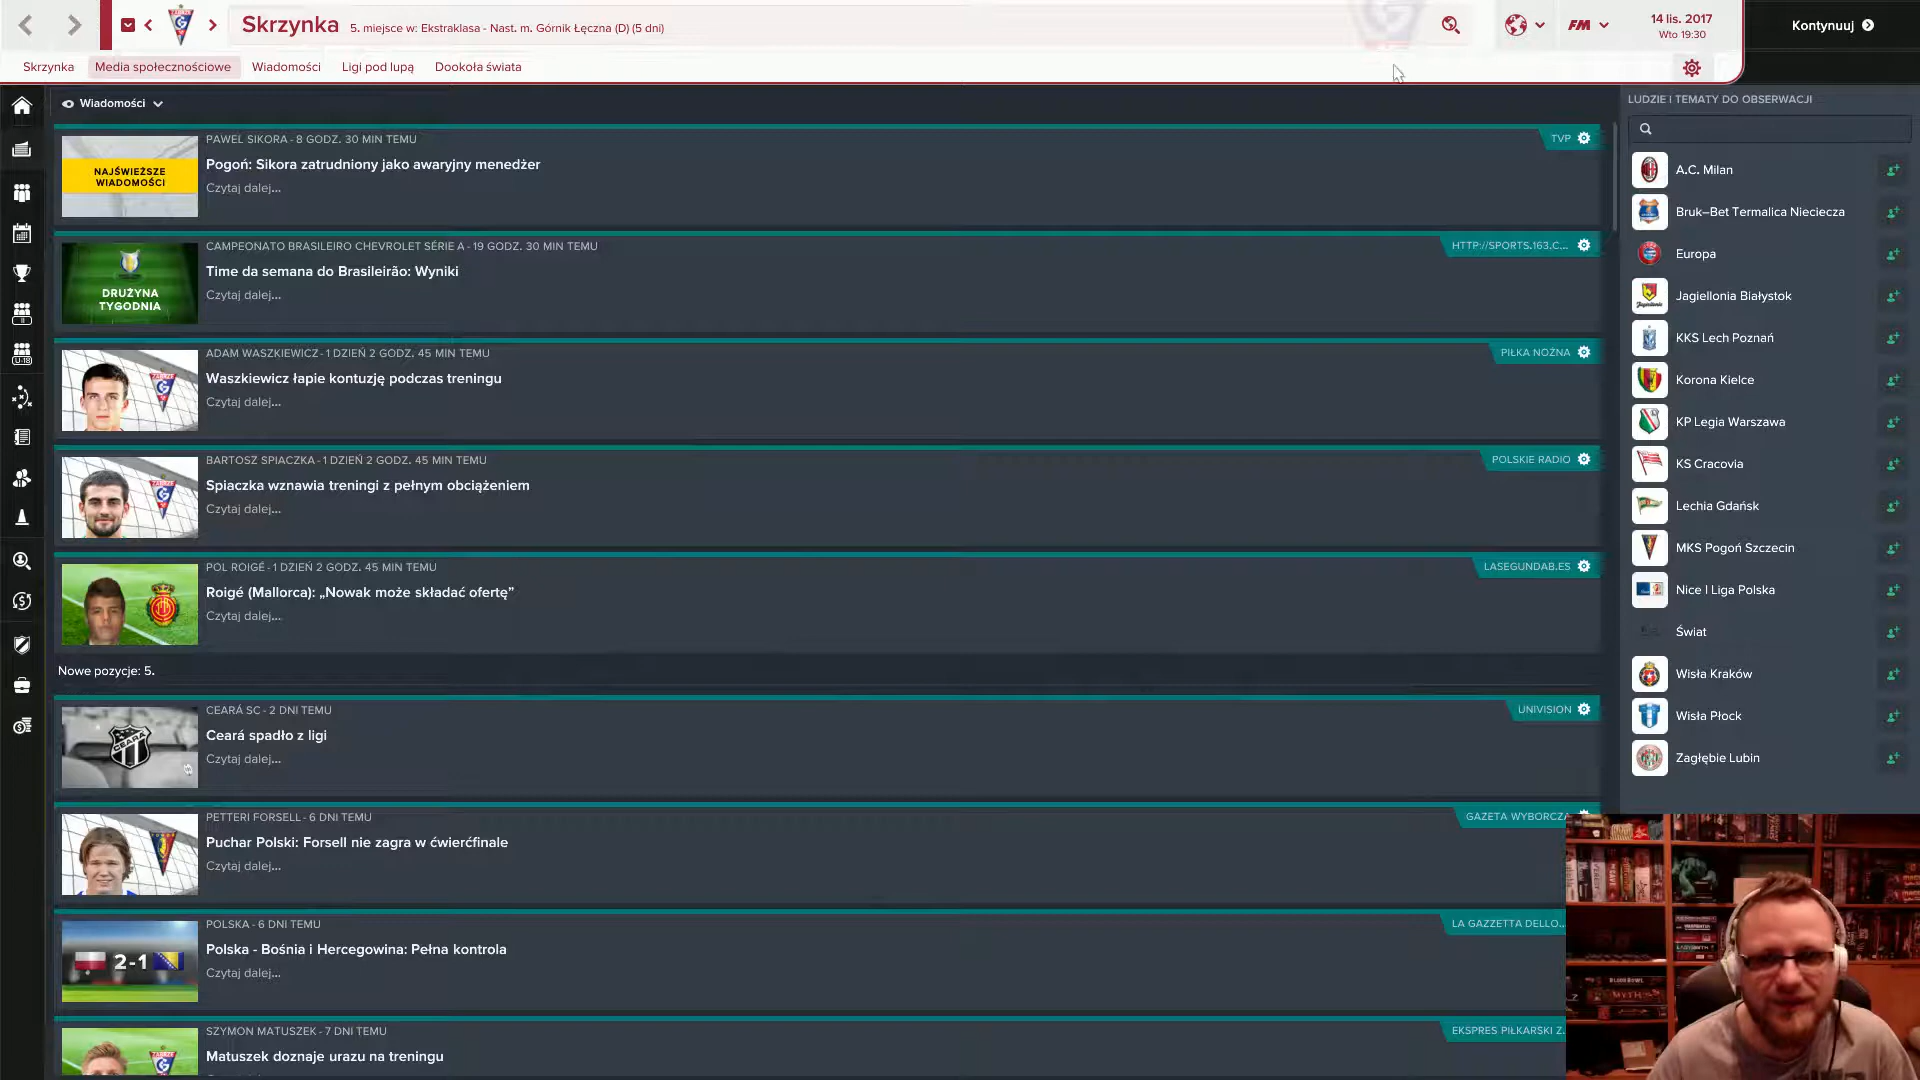 Skrzynka
5. miejsce w: Ekstraklasa - Nast. m. Górnik Łęczna (D) (5 dni)
FM
14 lis. 2017
Wto 19:30
Kontynuuj
Skrzynka
Media społecznościowe
Wiadomości
Ligi pod lupą
Dookoła świata
Wiadomości
LUDZIE I TEMATY DO OBSERWACJI
NAJŚWIEŻSZE
WIADOMOŚCI
PAWEL SIKORA - 8 GODZ. 30 MIN TEMU
TVP
Pogoń: Sikora zatrudniony jako awaryjny menedżer
Czytaj dalej...
DRUŻYNA
TYGODNIA
CAMPEONATO BRASILEIRO CHEVROLET SÉRIE A - 19 GODZ. 30 MIN TEMU
HTTP://SPORTS.163.C...
Time da semana do Brasileirão: Wyniki
Czytaj dalej...
ADAM WASZKIEWICZ - 1 DZIEŃ 2 GODZ. 45 MIN TEMU
PIŁKA NOŻNA
Waszkiewicz łapie kontuzję podczas treningu
Czytaj dalej...
BARTOSZ SPIACZKA - 1 DZIEŃ 2 GODZ. 45 MIN TEMU
POLSKIE RADIO
Spiaczka wznawia treningi z pełnym obciążeniem
Czytaj dalej...
POL ROIGÉ - 1 DZIEŃ 2 GODZ. 45 MIN TEMU
LASEGUNDAB.ES
Roigé (Mallorca): „Nowak może składać ofertę”
Czytaj dalej...
Nowe pozycje: 5.
CEARÁ SC - 2 DNI TEMU
UNIVISION
Ceará spadło z ligi
Czytaj dalej...
PETTERI FORSELL - 6 DNI TEMU
GAZETA WYBORCZA
Puchar Polski: Forsell nie zagra w ćwierćfinale
Czytaj dalej...
2-1
POLSKA - 6 DNI TEMU
LA GAZZETTA DELLO...
Polska - Bośnia i Hercegowina: Pełna kontrola
Czytaj dalej...
SZYMON MATUSZEK - 7 DNI TEMU
EKSPRES PIŁKARSKI Z...
Matuszek doznaje urazu na treningu
A.C. Milan
Bruk-Bet Termalica Nieciecza
Europa
Jagiellonia Białystok
KKS Lech Poznań
Korona Kielce
KP Legia Warszawa
KS Cracovia
Lechia Gdańsk
MKS Pogoń Szczecin
Nice I Liga Polska
Świat
Wisła Kraków
Wisła Płock
Zagłębie Lubin